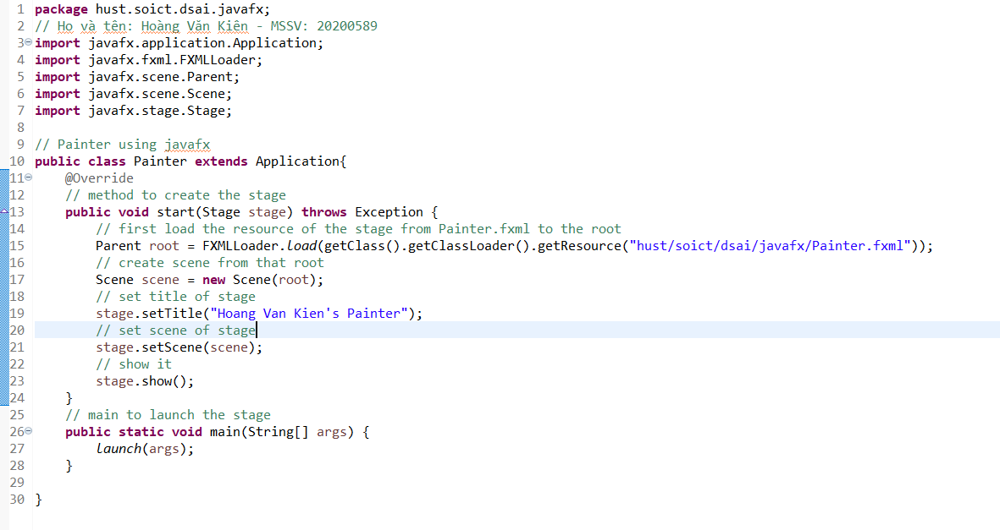 1 package hust.soict.dsai.javafx;
2 // Họ và tên: Hoàng Văn Kiên - MSSV: 20200589
3 import javafx.application.Application;
4 import javafx.fxml.FXMLLoader;
5 import javafx.scene.Parent;
6 import javafx.scene.Scene;
7 import javafx.stage.Stage;
8
9 // Painter using javafx
10 public class Painter extends Application{
11     @Override
12     // method to create the stage
13     public void start(Stage stage) throws Exception {
14         // first load the resource of the stage from Painter.fxml to the root
15         Parent root = FXMLLoader.load(getClass().getClassLoader().getResource("hust/soict/dsai/javafx/Painter.fxml"));
16         // create scene from that root
17         Scene scene = new Scene(root);
18         // set title of stage
19         stage.setTitle("Hoang Van Kien's Painter");
20         // set scene of stage
21         stage.setScene(scene);
22         // show it
23         stage.show();
24     }
25     // main to launch the stage
26     public static void main(String[] args) {
27         launch(args);
28     }
29
30 }